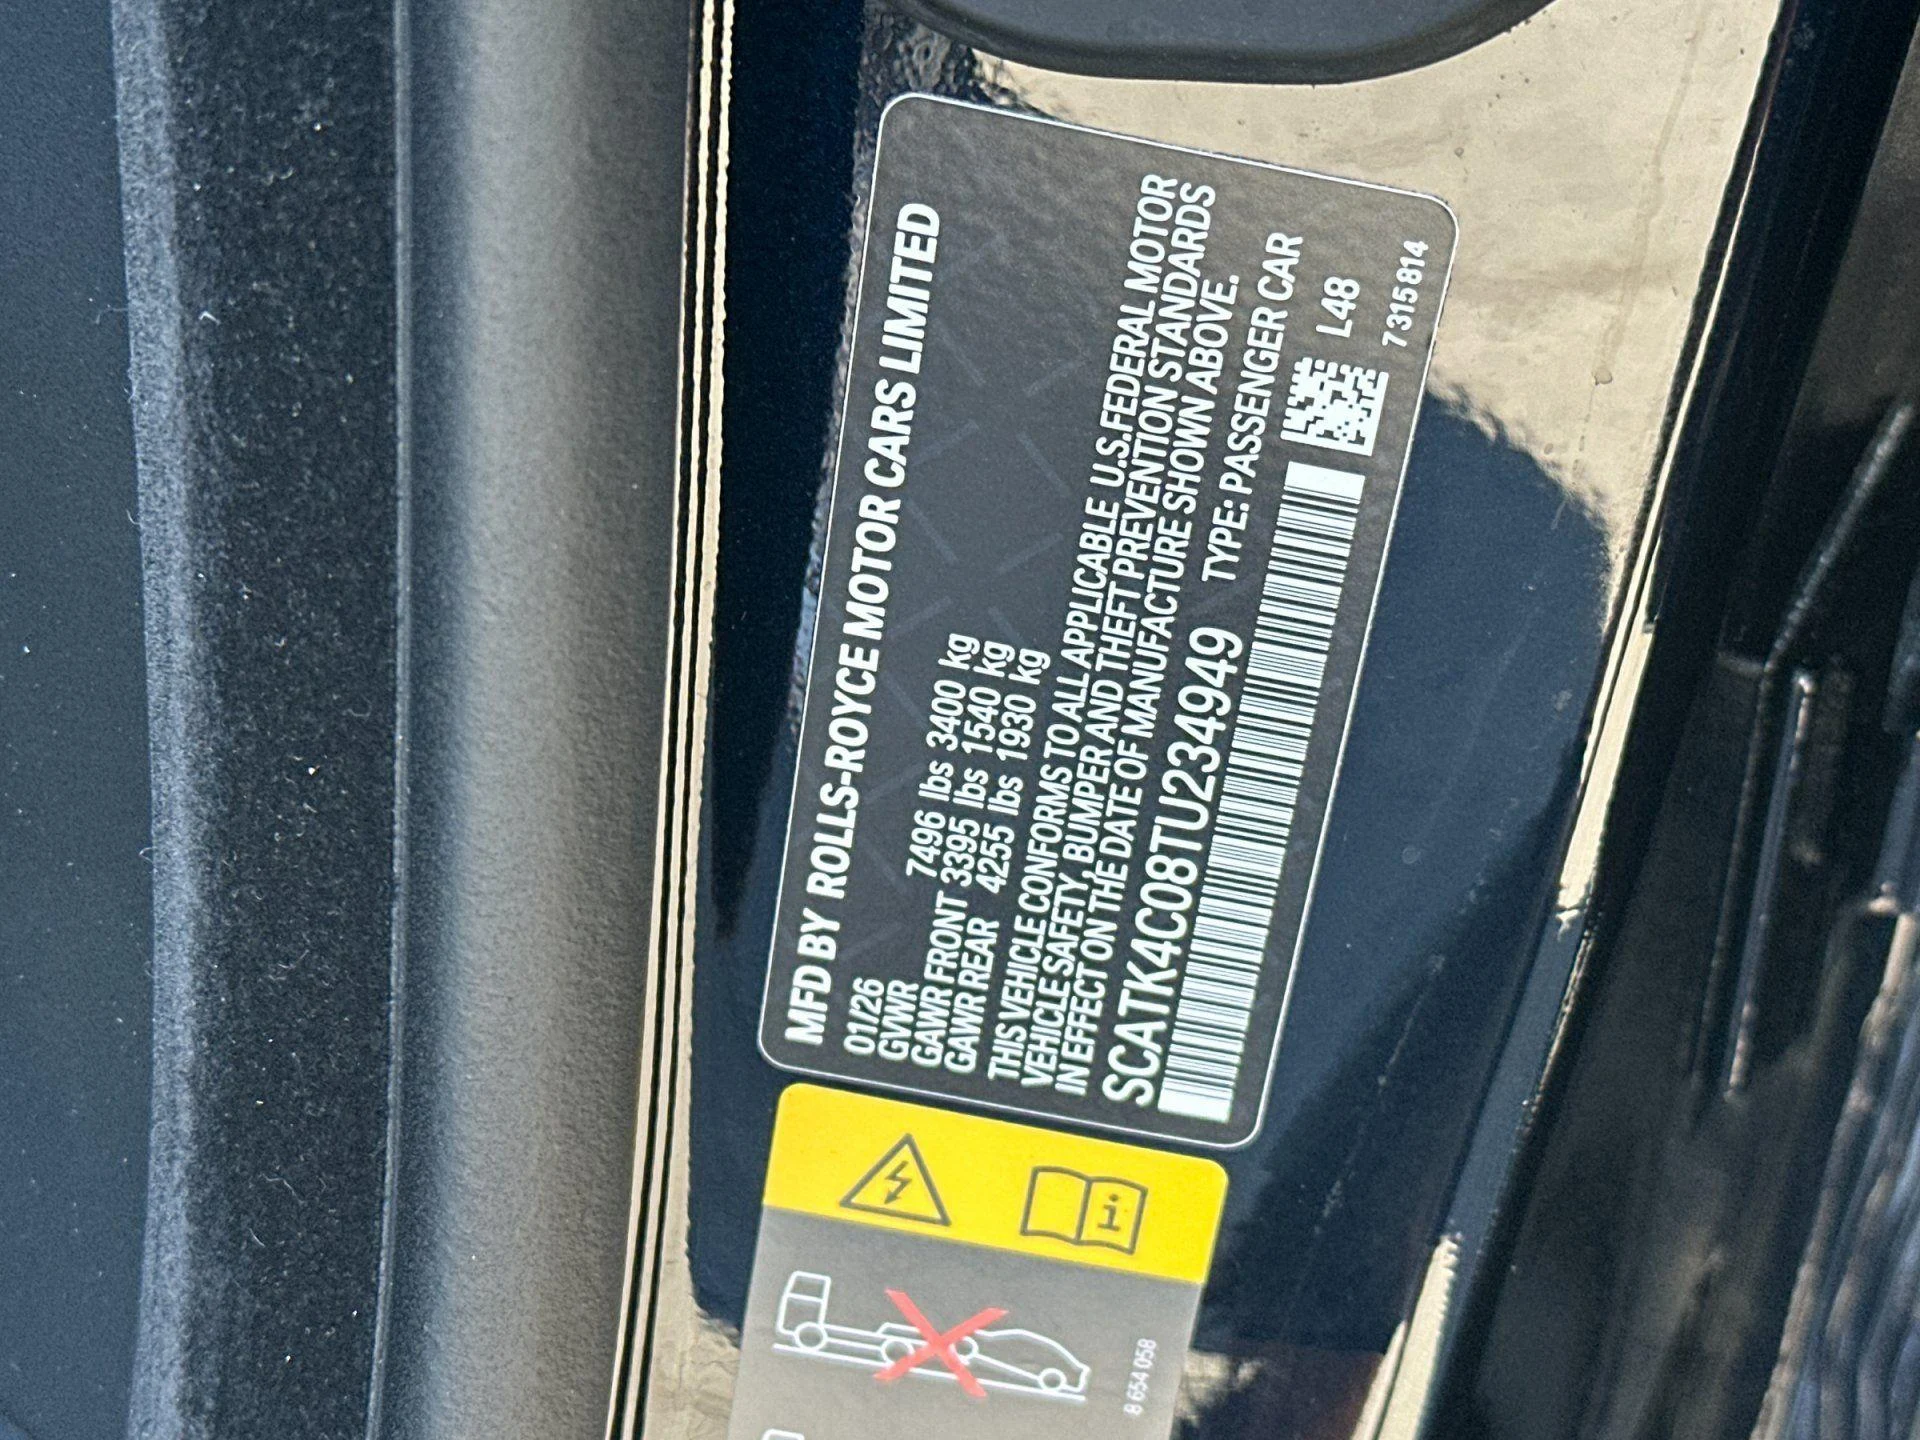 MFD BY ROLLS-ROYCE MOTOR CARS LIMITED
01/26
GVWR 7496 lbs 3400 kg
GAWR FRONT 3395 lbs 1540 kg
GAWR REAR 4255 lbs 1930 kg
THIS VEHICLE CONFORMS TO ALL APPLICABLE U.S.FEDERAL MOTOR
VEHICLE SAFETY, BUMPER AND THEFT PREVENTION STANDARDS
IN EFFECT ON THE DATE OF MANUFACTURE SHOWN ABOVE.
SCATK4C08TU234949 TYPE: PASSENGER CAR
L48
7315814
i
8 654 058